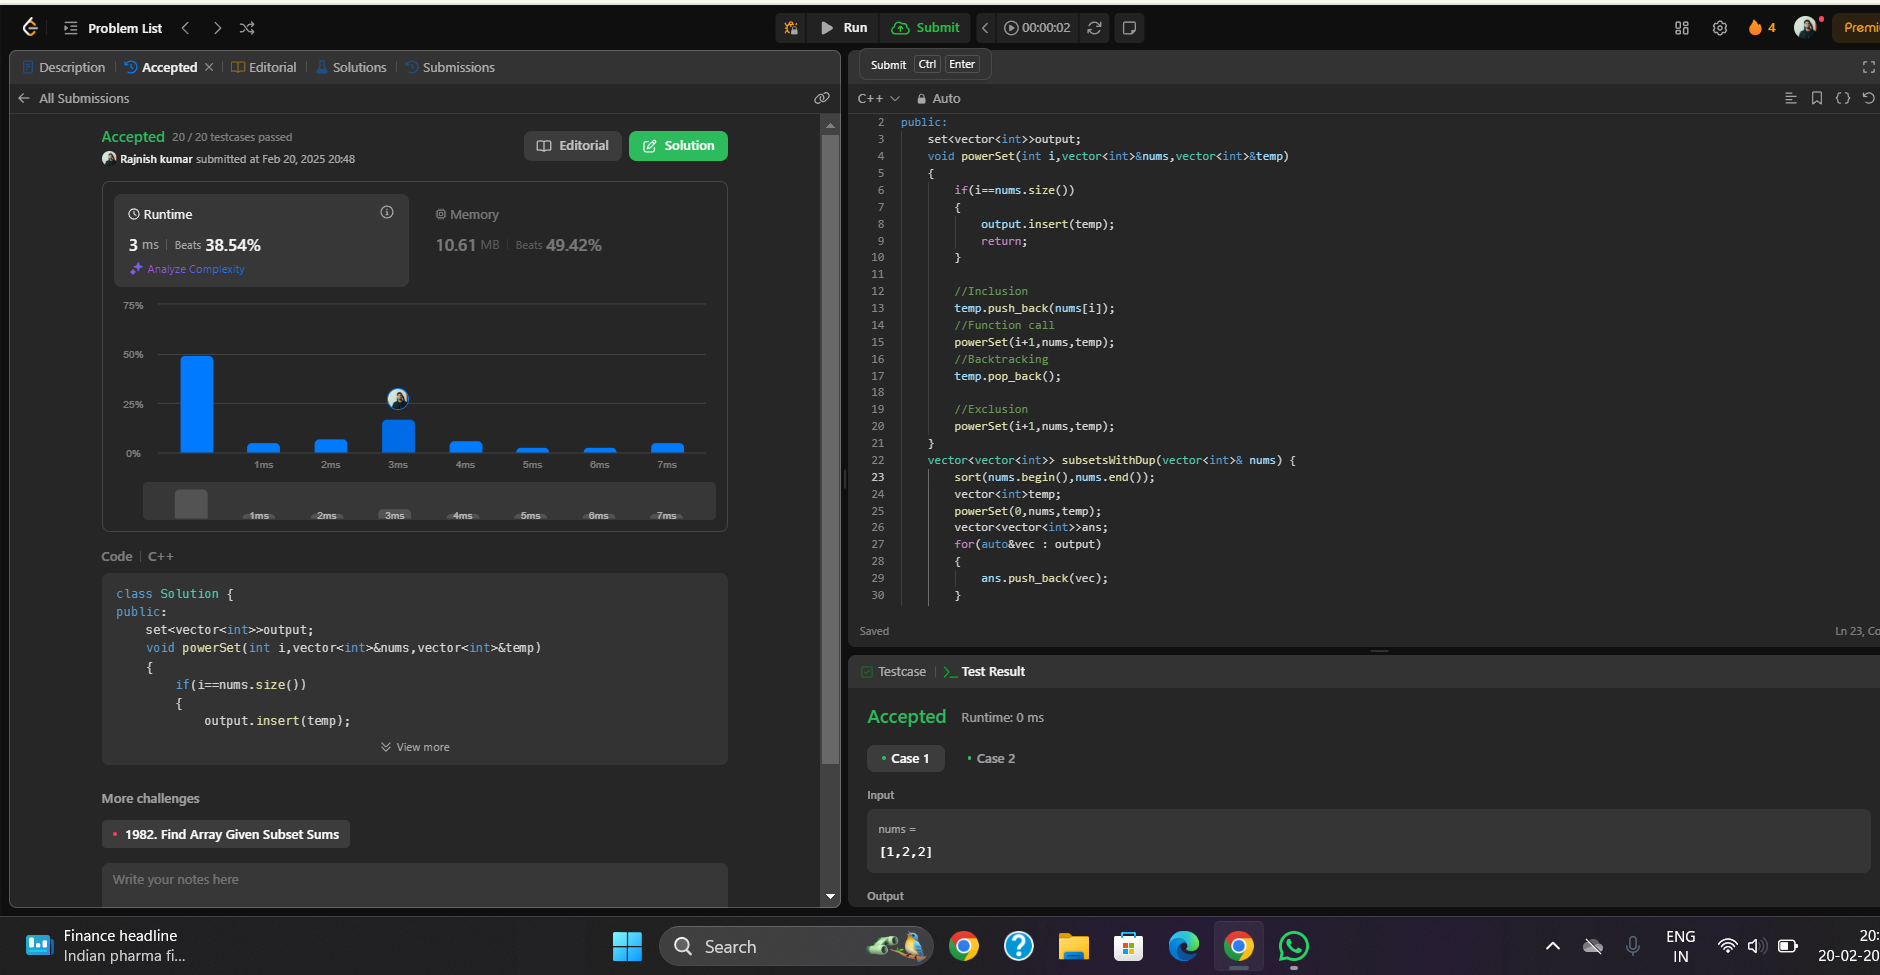 Problem List
Run
Submit
00:00:02
4
Premi
Description
Accepted
Editorial
Solutions
Submissions
All Submissions
Accepted 20 / 20 testcases passed
Rajnish kumar submitted at Feb 20, 2025 20:48
Editorial
Solution
Runtime
3 ms Beats 38.54%
Analyze Complexity
Memory
10.61 MB Beats 49.42%
75%
50%
25%
0%
1ms 2ms 3ms 4ms 5ms 6ms 7ms
1ms 2ms 3ms 4ms 5ms 6ms 7ms
Code C++
class Solution {
public:
set<vector<int>>output;
void powerSet(int i,vector<int>&nums,vector<int>&temp)
{
if(i==nums.size())
{
output.insert(temp);
View more
More challenges
1982. Find Array Given Subset Sums
Write your notes here
Submit Ctrl Enter
C++ Auto
2 public:
3 set<vector<int>>output;
4 void powerSet(int i,vector<int>&nums,vector<int>&temp)
5 {
6 if(i==nums.size())
7 {
8 output.insert(temp);
9 return;
10 }
11
12 //Inclusion
13 temp.push_back(nums[i]);
14 //Function call
15 powerSet(i+1,nums,temp);
16 //Backtracking
17 temp.pop_back();
18
19 //Exclusion
20 powerSet(i+1,nums,temp);
21 }
22 vector<vector<int>> subsetsWithDup(vector<int>& nums) {
23 sort(nums.begin(),nums.end());
24 vector<int>temp;
25 powerSet(0,nums,temp);
26 vector<vector<int>>ans;
27 for(auto&vec : output)
28 {
29 ans.push_back(vec);
30 }
Saved
Ln 23, Co
Testcase
Test Result
Accepted Runtime: 0 ms
Case 1
Case 2
Input
nums =
[1,2,2]
Output
Finance headline
Indian pharma fi...
Search
ENG
IN
20:
20-02-20